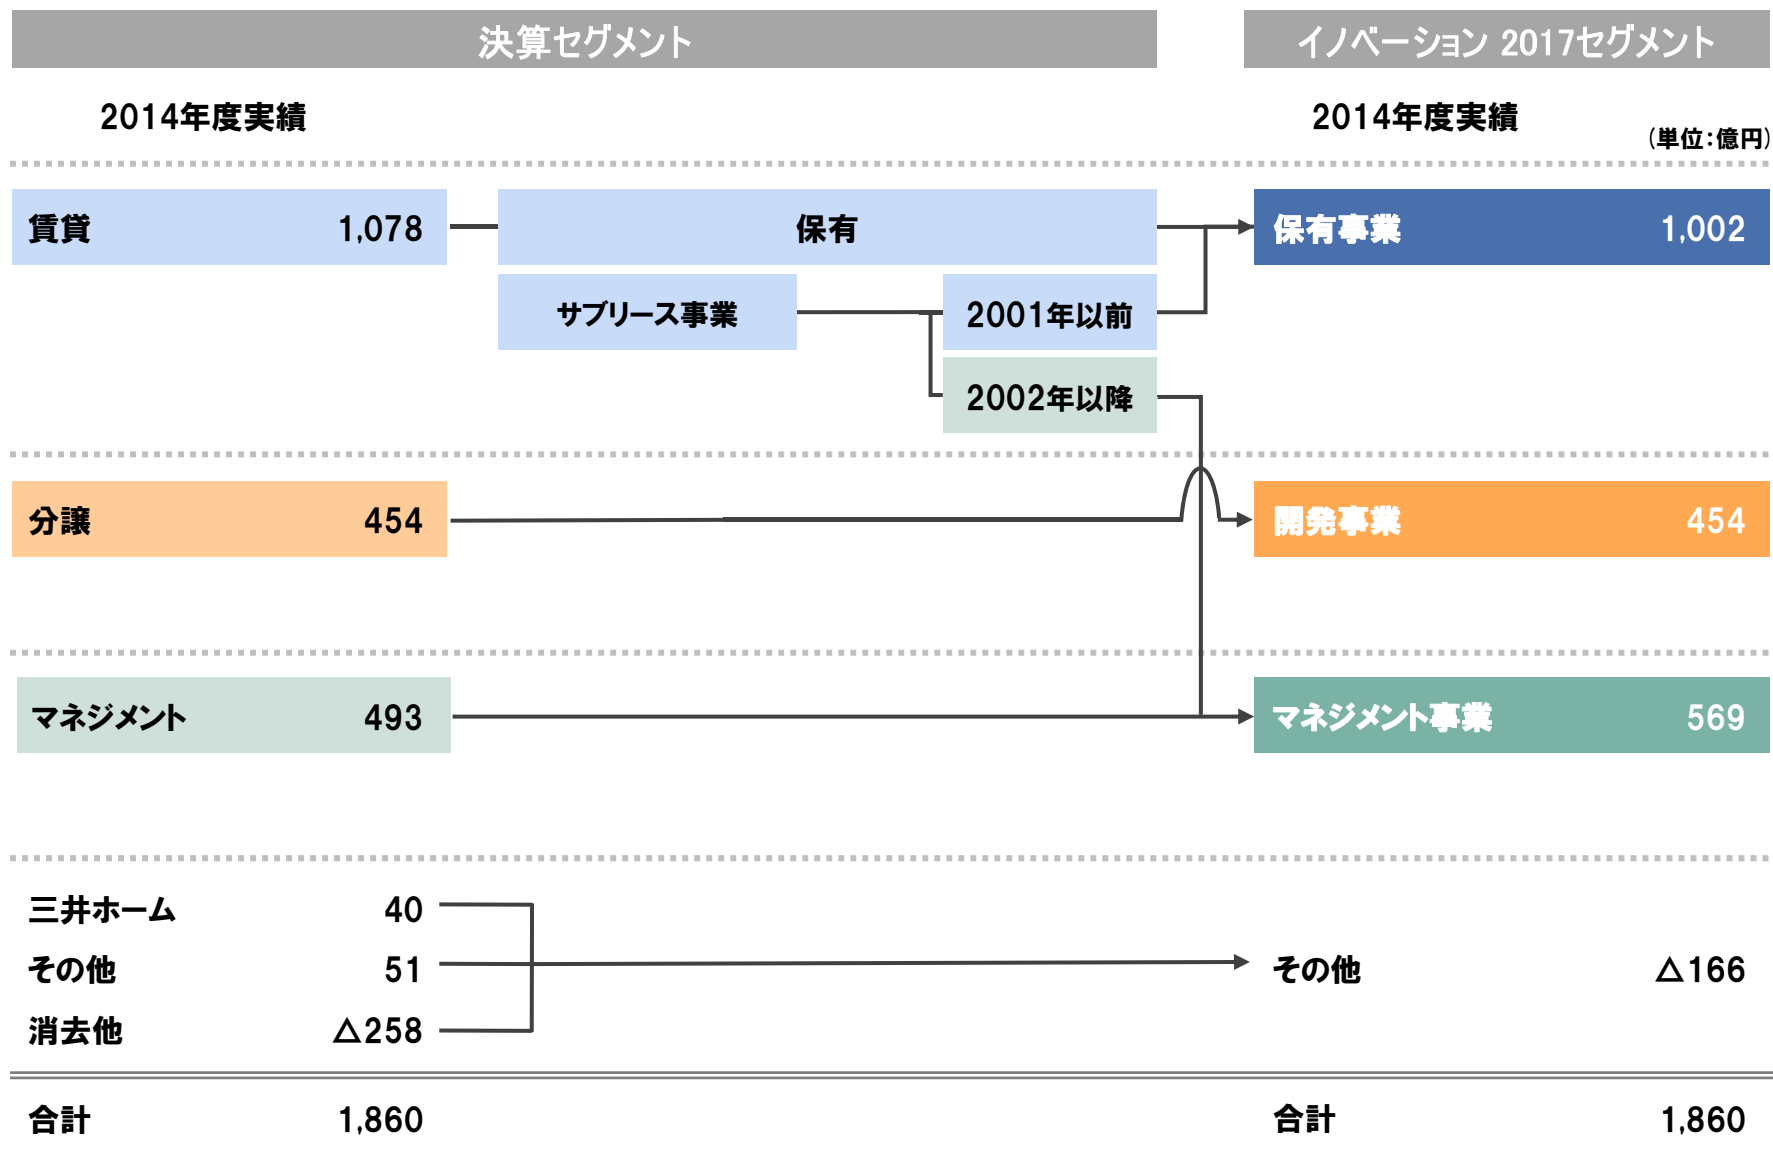 決算セグメント
イノベーション 2017セグメント
2014年度実績
2014年度実績
(単位:億円)
賃貸 1,078
保有
保有事業 1,002
サブリース事業
2001年以前
2002年以降
分譲 454
開発事業 454
マネジメント 493
マネジメント事業 569
三井ホーム 40
その他 51
その他 △166
消去他 △258
合計 1,860
合計 1,860